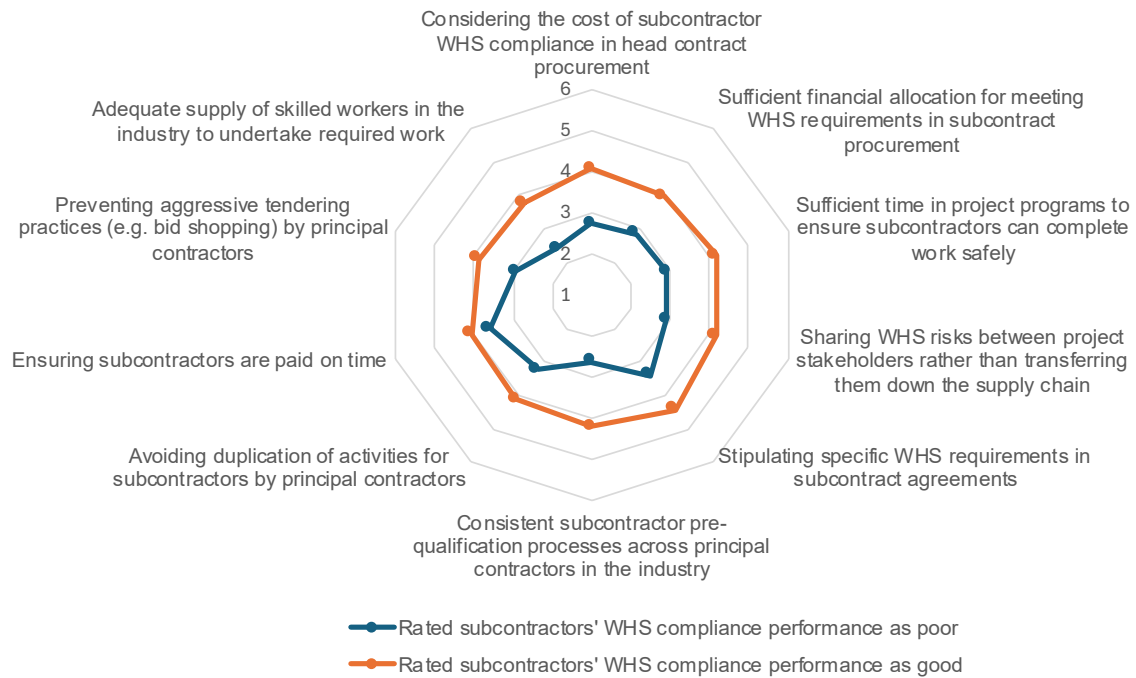 Considering the cost of subcontractor
WHS compliance in head contract
procurement
6
Sufficient financial allocation for meeting
WHS requirements in subcontract
procurement
Adequate supply of skilled workers in the
industry to undertake required work
5
4
Preventing aggressive tendering
practices (e.g. bid shopping) by principal
contractors
3
Sufficient time in project programs to
ensure subcontractors can complete
work safely
2
1
Ensuring subcontractors are paid on time
Sharing WHS risks between project
stakeholders rather than transferring
them down the supply chain
Avoiding duplication of activities for
subcontractors by principal contractors
Stipulating specific WHS requirements in
subcontract agreements
Consistent subcontractor pre-
qualification processes across principal
contractors in the industry
Rated subcontractors' WHS compliance performance as poor
Rated subcontractors' WHS compliance performance as good